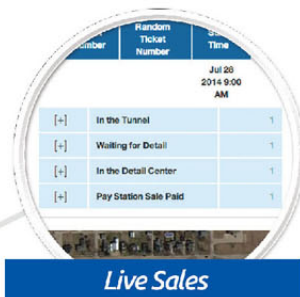 Random
Ticket
Number
Time
Jul 28
2014 9:00
AM
[+] In the Tunnel 1
[+] Waiting for Detail 1
[+] In the Detail Center 1
[+] Pay Station Sale Paid 1
Live Sales